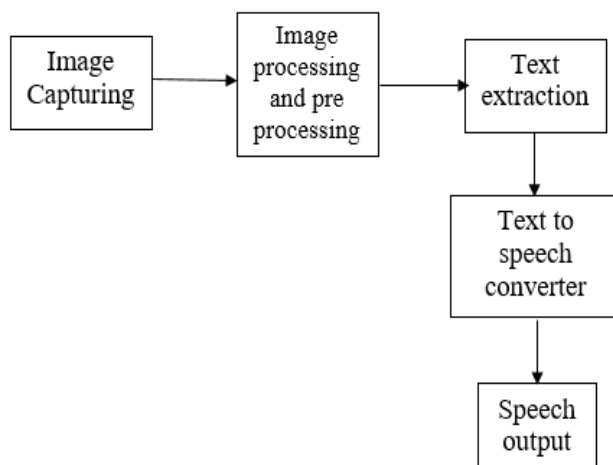 Image
Capturing
Image
processing
and pre
processing
Text
extraction
Text to
speech
converter
Speech
output